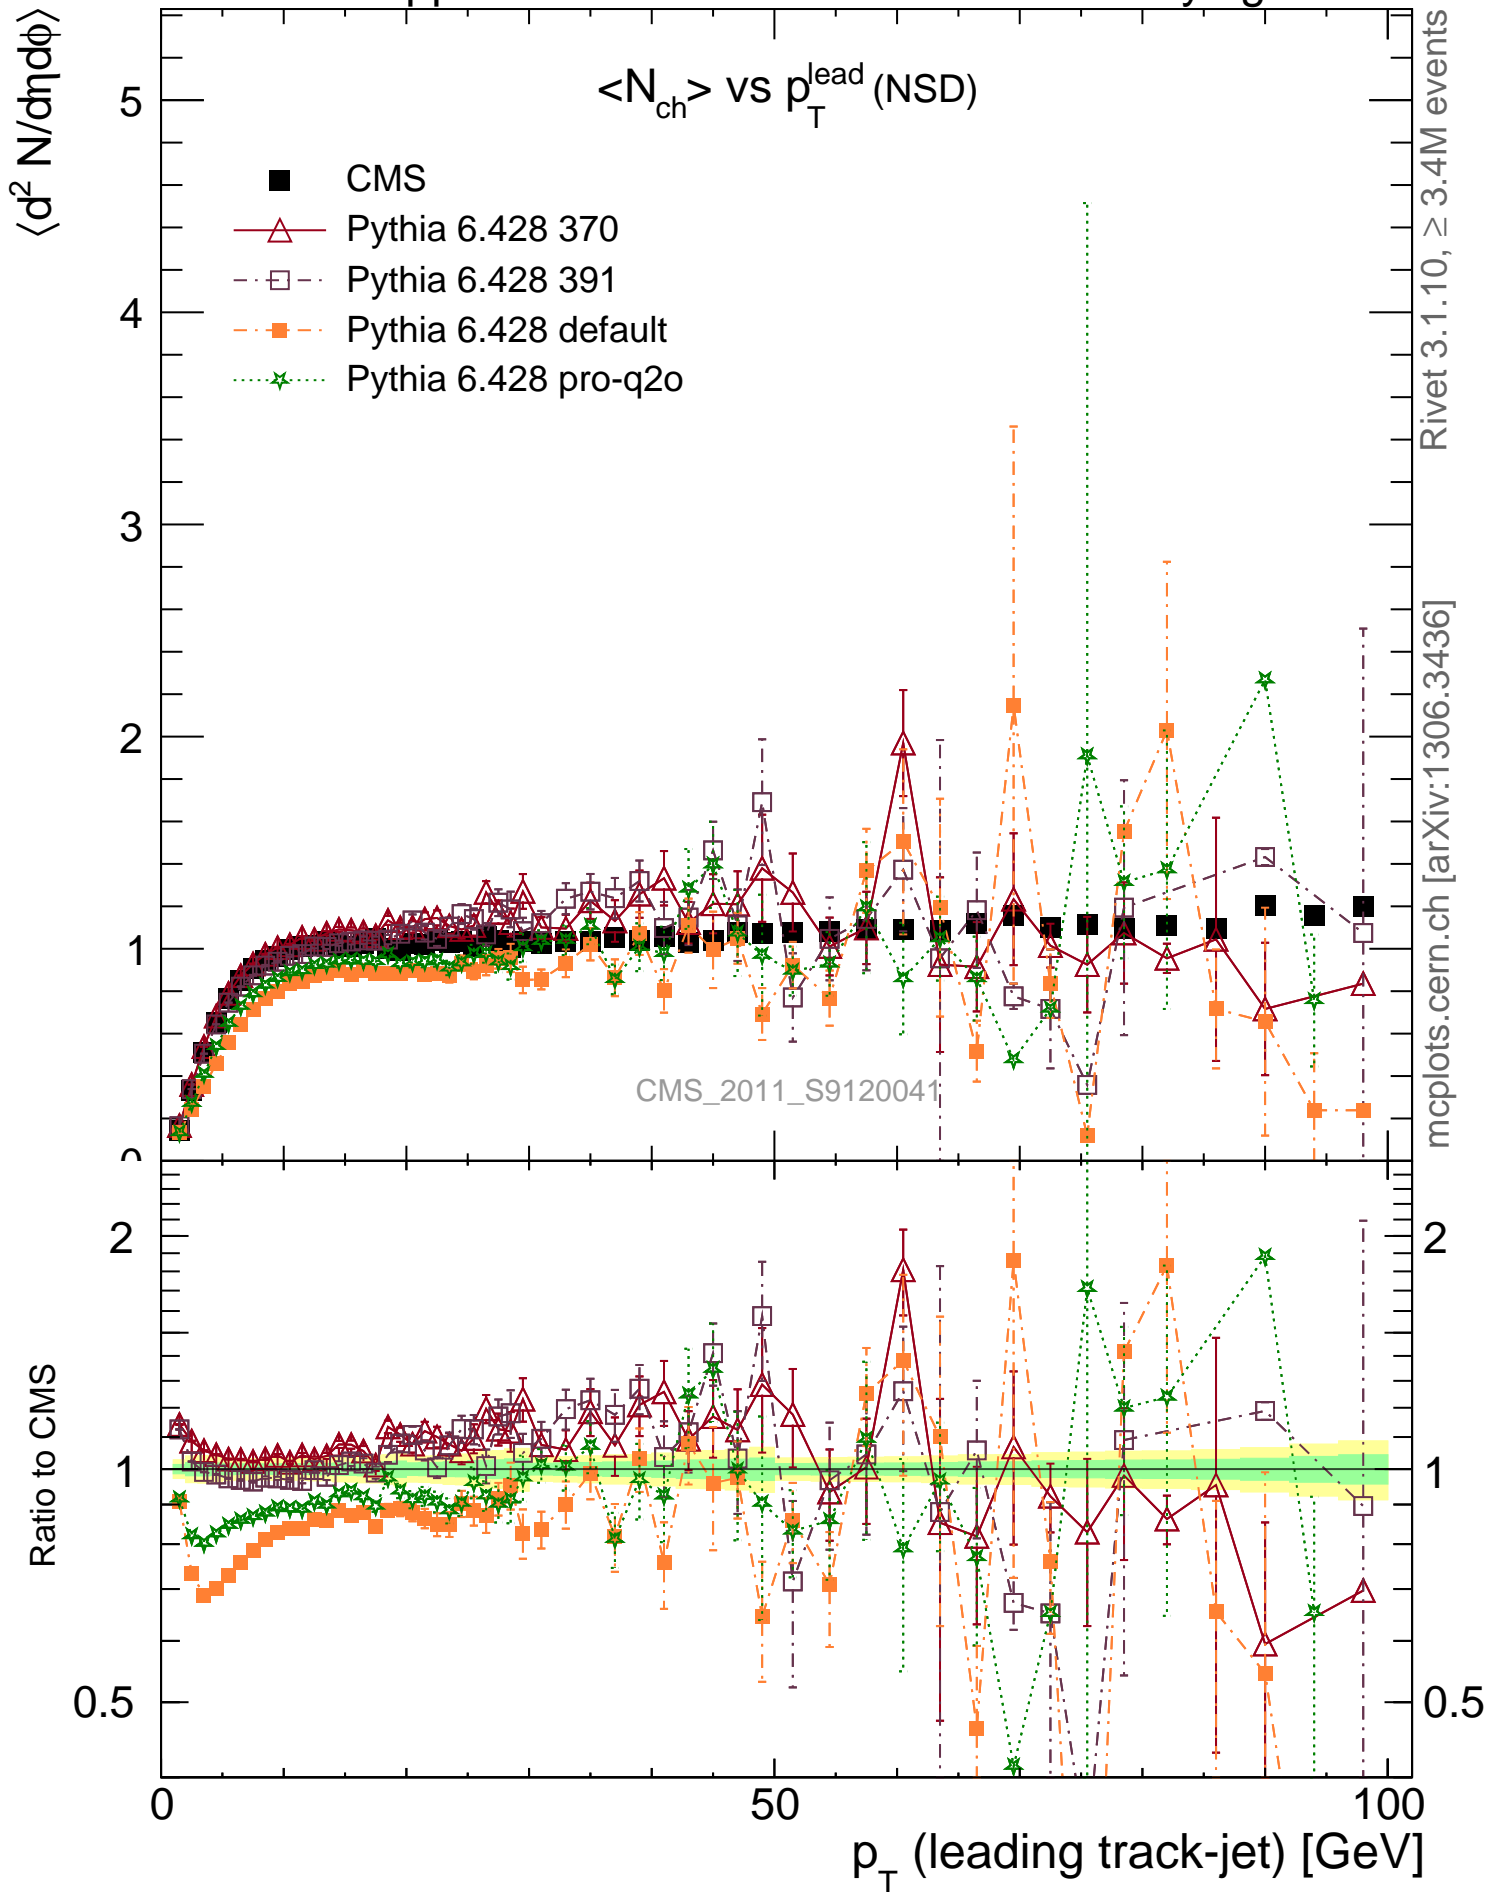 ⟨d² N/dηdϕ⟩
<N_ch> vs p_T^lead (NSD)
CMS
Pythia 6.428 370
Pythia 6.428 391
Pythia 6.428 default
Pythia 6.428 pro-q2o
5
4
3
2
1
0
CMS_2011_S9120041
Rivet 3.1.10, ≥ 3.4M events
mcplots.cern.ch [arXiv:1306.3436]
Ratio to CMS
2 2
1 1
0.5 0.5
0 50 100
p_T (leading track-jet) [GeV]